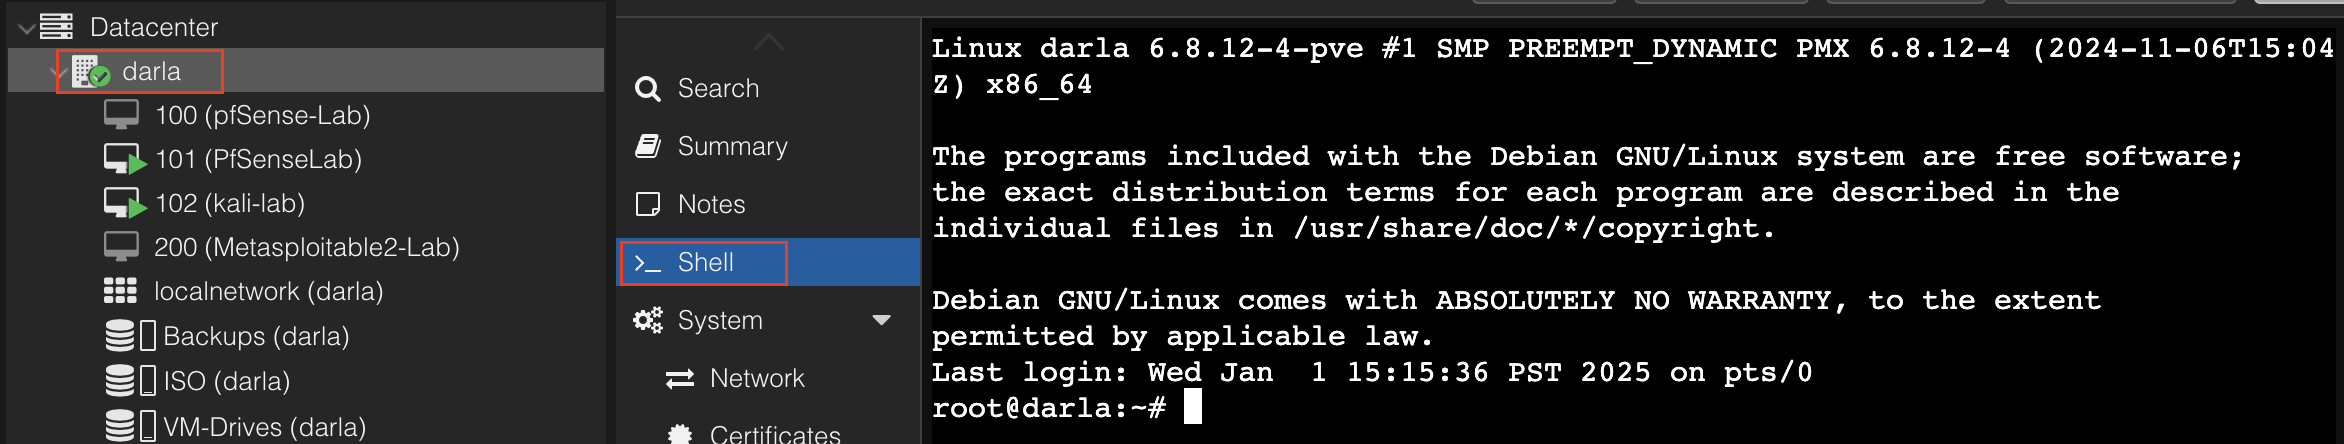 Datacenter
darla
100 (pfSense-Lab)
101 (PfSenseLab)
102 (kali-lab)
200 (Metasploitable2-Lab)
localnetwork (darla)
Backups (darla)
ISO (darla)
VM-Drives (darla)
Search
Summary
Notes
>_ Shell
System
Network
Certificates
Linux darla 6.8.12-4-pve #1 SMP PREEMPT_DYNAMIC PMX 6.8.12-4 (2024-11-06T15:04
Z) x86_64
The programs included with the Debian GNU/Linux system are free software;
the exact distribution terms for each program are described in the
individual files in /usr/share/doc/*/copyright.
Debian GNU/Linux comes with ABSOLUTELY NO WARRANTY, to the extent
permitted by applicable law.
Last login: Wed Jan  1 15:15:36 PST 2025 on pts/0
root@darla:~#